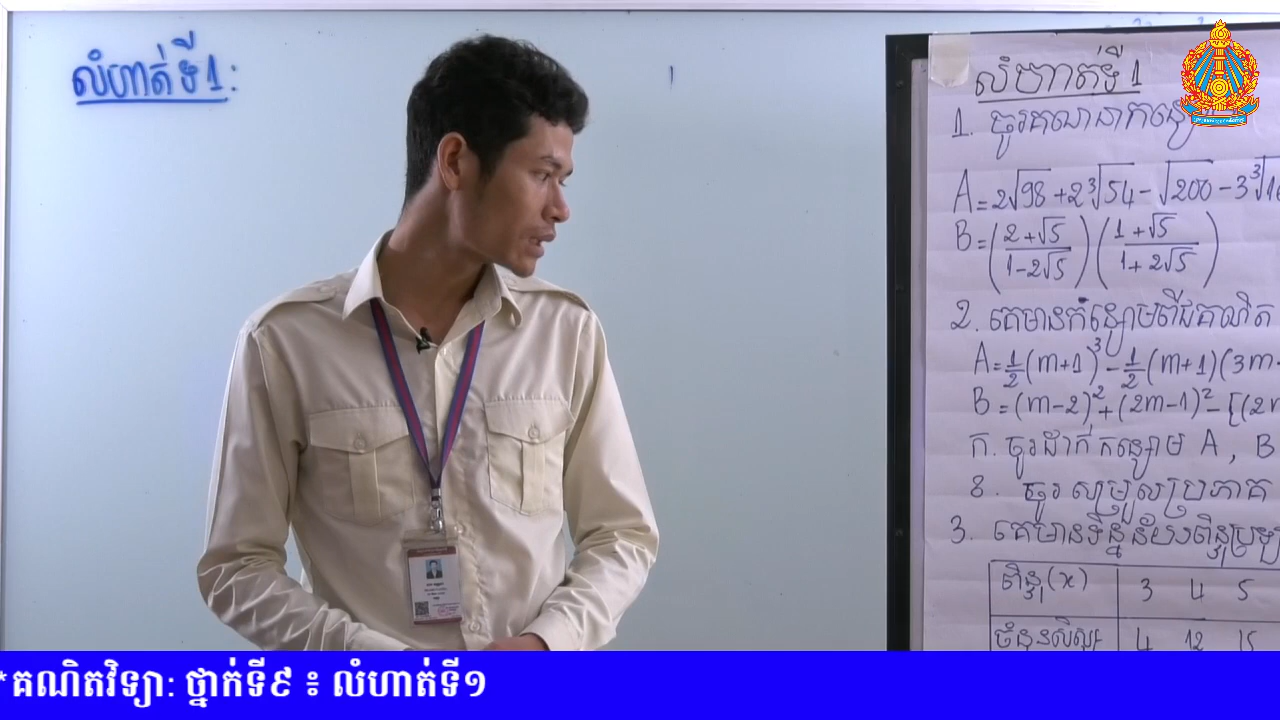 លំហាត់ទី1:
លំហាត់ទី 1
1. ចូរគណនាកន្សោម
A=2√98+2∛54-√200-3∛16
B=((2+√5)/(1-2√5))((1+√5)/(1+2√5))
2. គេមានកន្សោមពីជគណិត
A=1/2(m+1)³-1/2(m+1)(3m-
B=(m-2)²+(2m-1)²-[(2m
ក. ចូរដាក់កន្សោម A, B
ខ. ចូរសម្រួលប្រភាគ
3. គេមានទិន្នន័យពិន្ទុប្រឡ
ពិន្ទុ(x) 3 4 5
ចំនួនសិស្ស 4 12 15
*គណិតវិទ្យា: ថ្នាក់ទី៩ ៖ លំហាត់ទី១